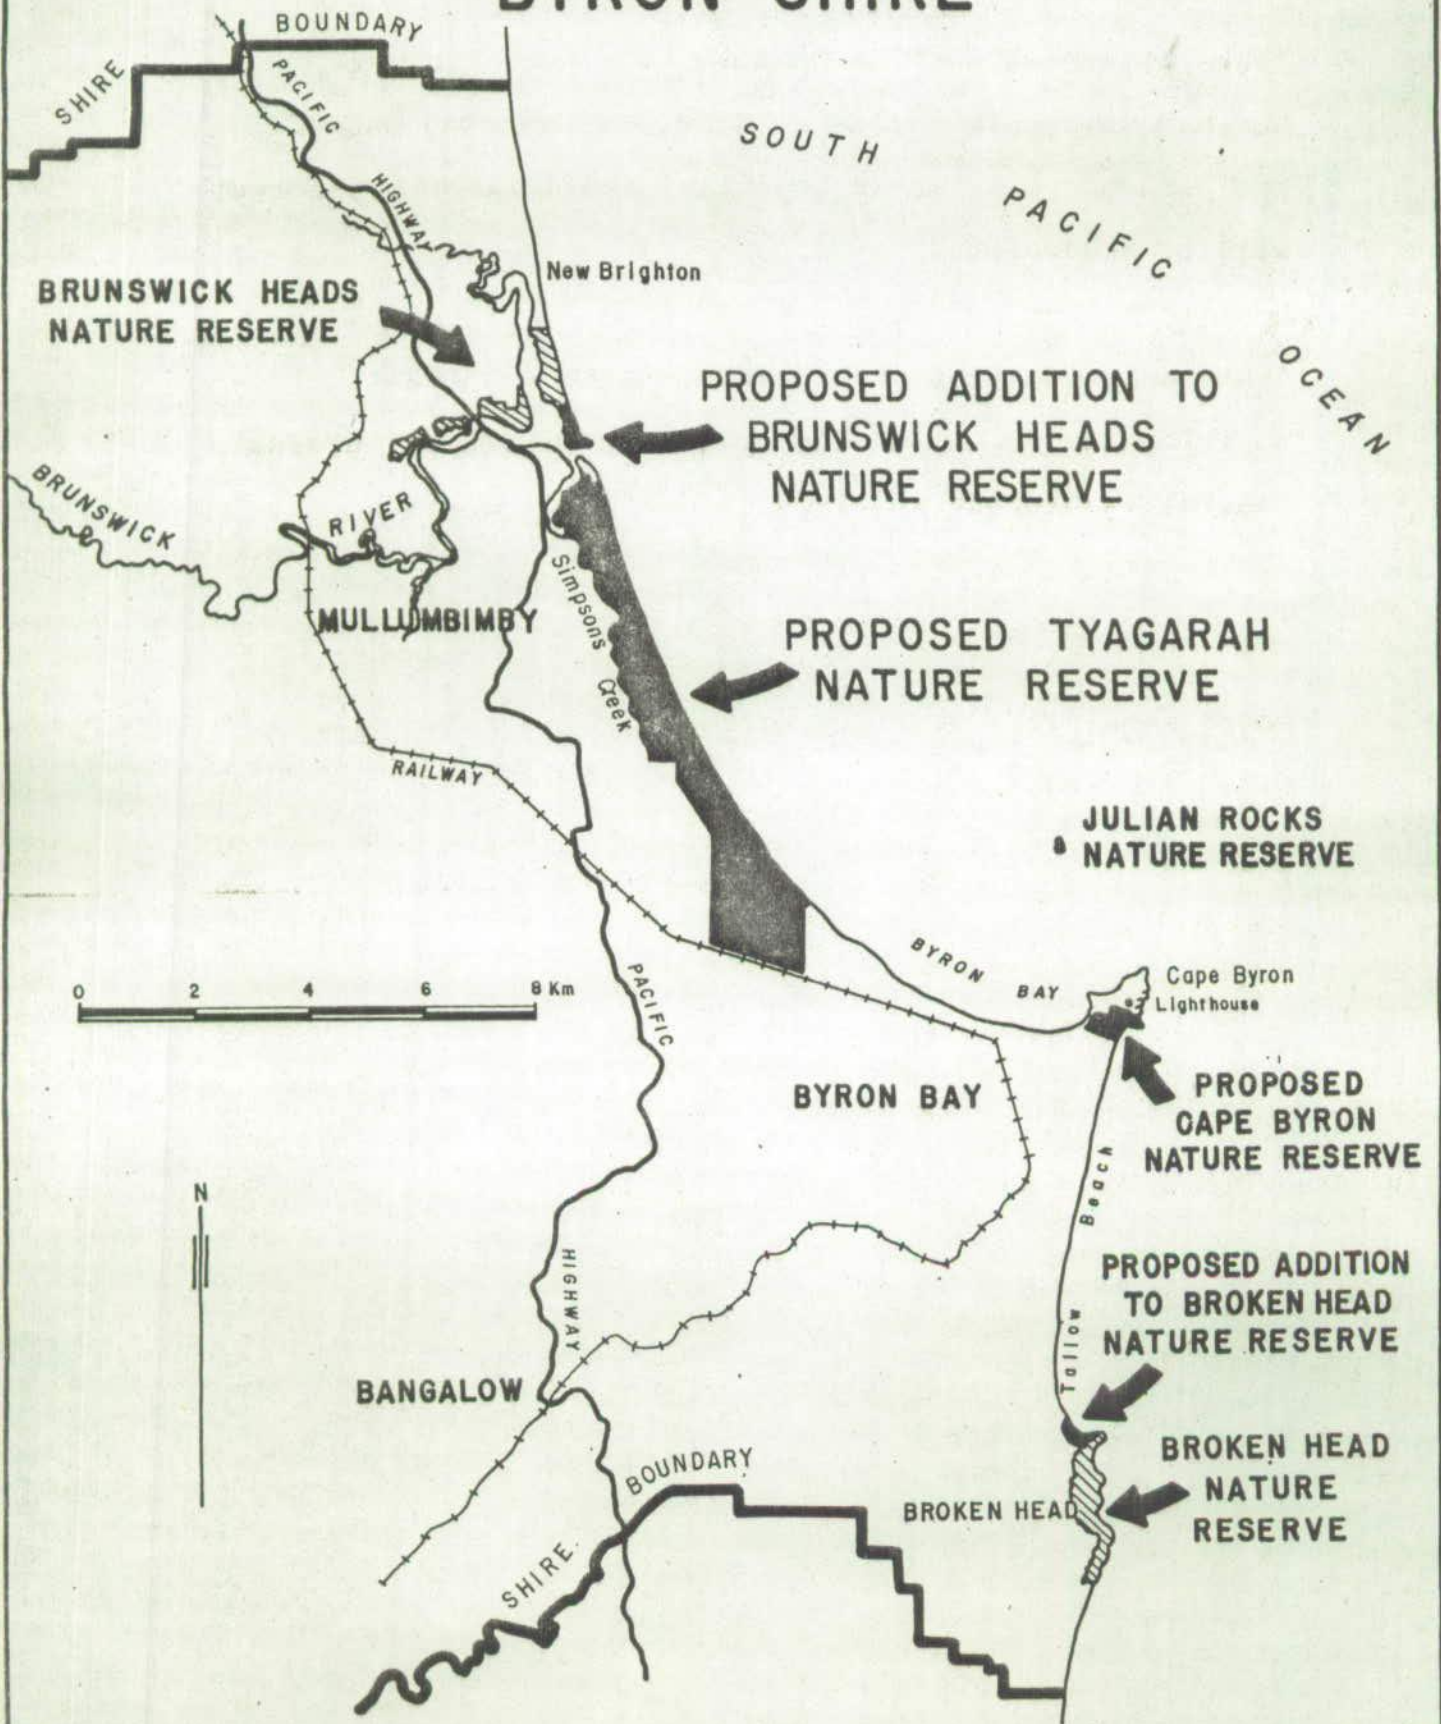 BYRON SHIRE
BOUNDARY
SHIRE
PACIFIC
HIGHWAY
SOUTH
PACIFIC
OCEAN
New Brighton
BRUNSWICK HEADS
NATURE RESERVE
PROPOSED ADDITION TO
BRUNSWICK HEADS
NATURE RESERVE
BRUNSWICK
RIVER
Simpsons
Creek
MULLUMBIMBY
PROPOSED TYAGARAH
NATURE RESERVE
RAILWAY
JULIAN ROCKS
NATURE RESERVE
BYRON
BAY
Cape Byron
Lighthouse
0 2 4 6 8 Km
PACIFIC
BYRON BAY
PROPOSED
CAPE BYRON
NATURE RESERVE
N
Beach
Tallow
HIGHWAY
PROPOSED ADDITION
TO BROKEN HEAD
NATURE RESERVE
BANGALOW
BROKEN HEAD
NATURE
RESERVE
BOUNDARY
BROKEN HEAD
SHIRE